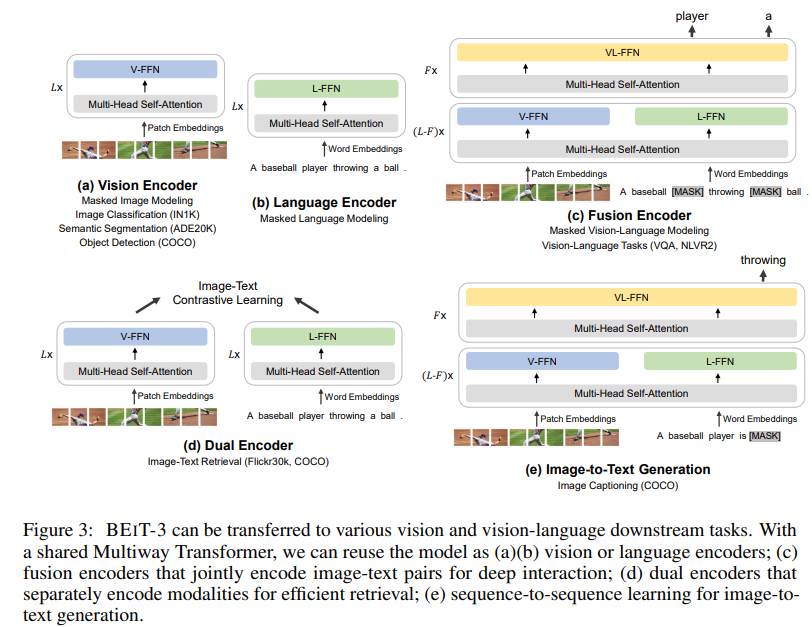 V-FFN
Lx
Multi-Head Self-Attention
Patch Embeddings
(a) Vision Encoder
Masked Image Modeling
Image Classification (IN1K)
Semantic Segmentation (ADE20K)
Object Detection (COCO)
L-FFN
Lx
Multi-Head Self-Attention
Word Embeddings
A baseball player throwing a ball .
(b) Language Encoder
Masked Language Modeling
player a
VL-FFN
Fx
Multi-Head Self-Attention
V-FFN L-FFN
(L-F)x
Multi-Head Self-Attention
Patch Embeddings Word Embeddings
A baseball [MASK] throwing [MASK] ball .
(c) Fusion Encoder
Masked Vision-Language Modeling
Vision-Language Tasks (VQA, NLVR2)
Image-Text
Contrastive Learning
V-FFN L-FFN
Lx Lx
Multi-Head Self-Attention Multi-Head Self-Attention
Patch Embeddings Word Embeddings
A baseball player throwing a ball .
(d) Dual Encoder
Image-Text Retrieval (Flickr30k, COCO)
throwing
VL-FFN
Fx
Multi-Head Self-Attention
V-FFN L-FFN
(L-F)x
Multi-Head Self-Attention
Patch Embeddings Word Embeddings
A baseball player is [MASK]
(e) Image-to-Text Generation
Image Captioning (COCO)
Figure 3: BEIT-3 can be transferred to various vision and vision-language downstream tasks. With
a shared Multiway Transformer, we can reuse the model as (a)(b) vision or language encoders; (c)
fusion encoders that jointly encode image-text pairs for deep interaction; (d) dual encoders that
separately encode modalities for efficient retrieval; (e) sequence-to-sequence learning for image-to-
text generation.